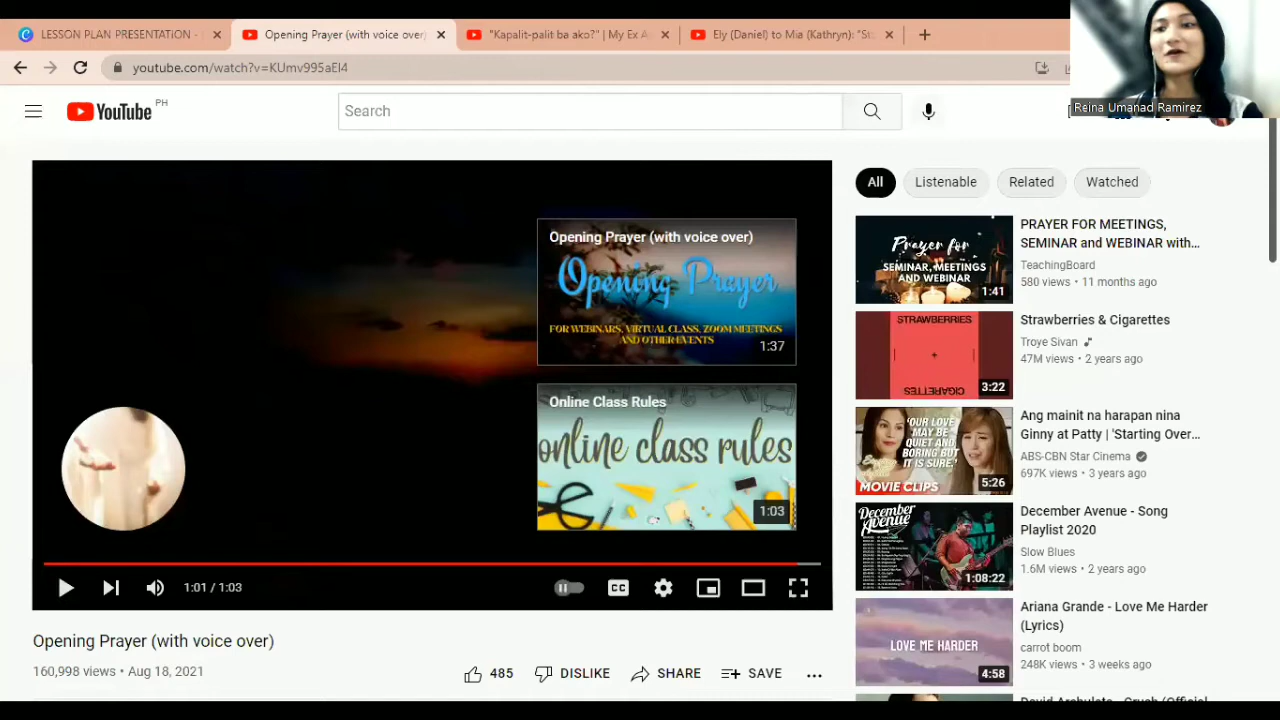 LESSON PLAN PRESENTATION -
Opening Prayer (with voice over)
"Kapalit-palit ba ako?" | My Ex A
Ely (Daniel) to Mia (Kathryn): "St
youtube.com/watch?v=KUmv995aEI4
Reina Umanad Ramirez
YouTube PH
Search
All
Listenable
Related
Watched
Opening Prayer (with voice over)
Opening Prayer
FOR WEBINARS, VIRTUAL CLASS, ZOOM MEETINGS
AND OTHER EVENTS
1:37
Online Class Rules
online class rules
1:03
1:01 / 1:03
CC
Opening Prayer (with voice over)
160,998 views • Aug 18, 2021
485
DISLIKE
SHARE
SAVE
Prayer for
SEMINAR, MEETINGS
AND WEBINAR
1:41
PRAYER FOR MEETINGS,
SEMINAR and WEBINAR with...
TeachingBoard
580 views • 11 months ago
STRAWBERRIES
CIGARETTES
3:22
Strawberries & Cigarettes
Troye Sivan
47M views • 2 years ago
'OUR LOVE
MAY BE
QUIET AND
BORING BUT
IT IS SURE.'
MOVIE CLIPS
5:26
Ang mainit na harapan nina
Ginny at Patty | 'Starting Over...
ABS-CBN Star Cinema
697K views • 3 years ago
December
Avenue
1:08:22
December Avenue - Song
Playlist 2020
Slow Blues
1.6M views • 2 years ago
LOVE ME HARDER
4:58
Ariana Grande - Love Me Harder
(Lyrics)
carrot boom
248K views • 3 weeks ago